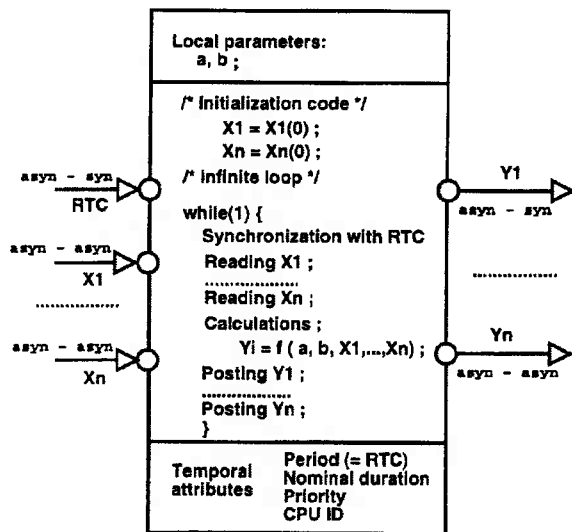 Local parameters:
a, b ;
/* Initialization code */
X1 = X1(0) ;
Xn = Xn(0) ;
/* Infinite loop */
while(1) {
Synchronization with RTC
Reading X1 ;
....................
Reading Xn ;
Calculations ;
Yi = f ( a, b, X1,...,Xn) ;
Posting Y1 ;
....................
Posting Yn ;
}
Temporal attributes
Period (= RTC)
Nominal duration
Priority
CPU ID
asyn - syn
RTC
asyn - asyn
X1
....................
asyn - asyn
Xn
Y1
asyn - syn
....................
Yn
asyn - asyn